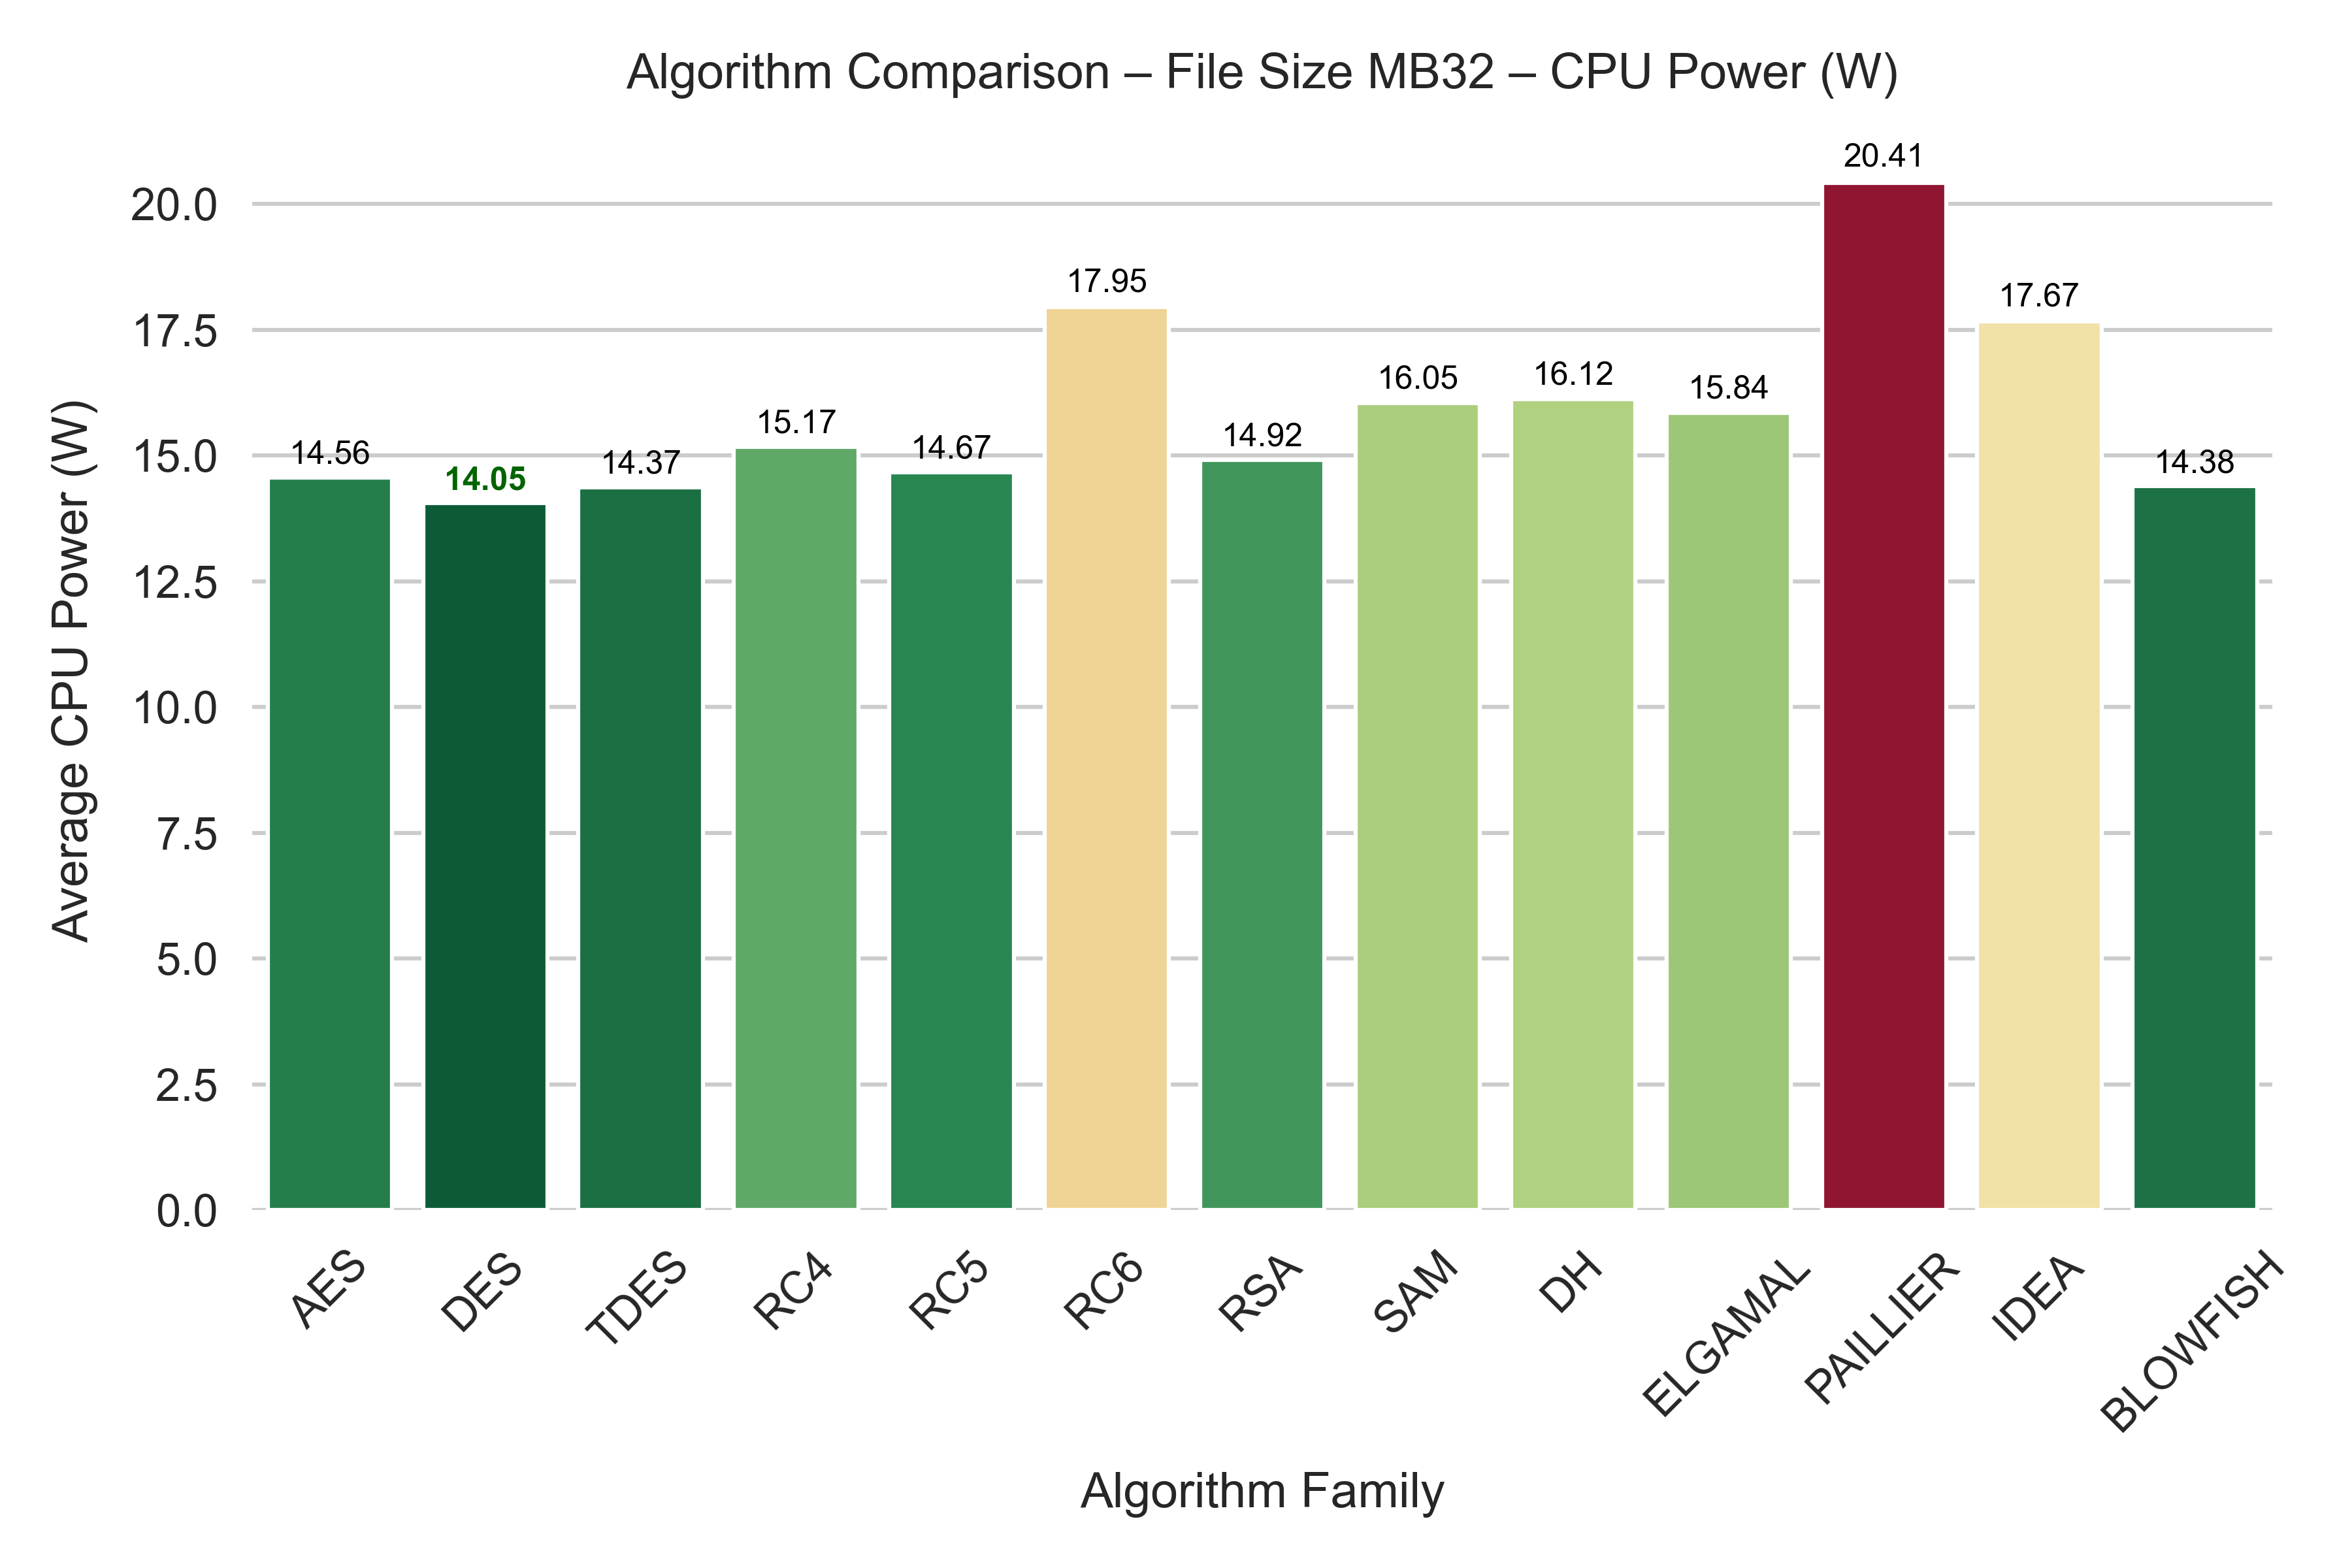 Algorithm Comparison – File Size MB32 – CPU Power (W)
Average CPU Power (W)
20.0
17.5
15.0
12.5
10.0
7.5
5.0
2.5
0.0
14.56
14.05
14.37
15.17
14.67
17.95
14.92
16.05
16.12
15.84
20.41
17.67
14.38
AES
DES
TDES
RC4
RC5
RC6
RSA
SAM
DH
ELGAMAL
PAILLIER
IDEA
BLOWFISH
Algorithm Family